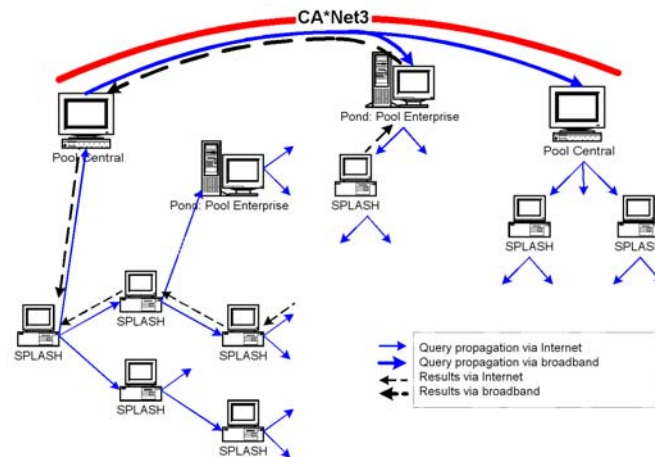 CA*Net3
Pool Central
Pond: Pool Enterprise
Pool Central
Pond: Pool Enterprise
SPLASH
SPLASH
SPLASH
SPLASH
SPLASH
SPLASH
SPLASH
SPLASH
Query propagation via Internet
Query propagation via broadband
Results via Internet
Results via broadband